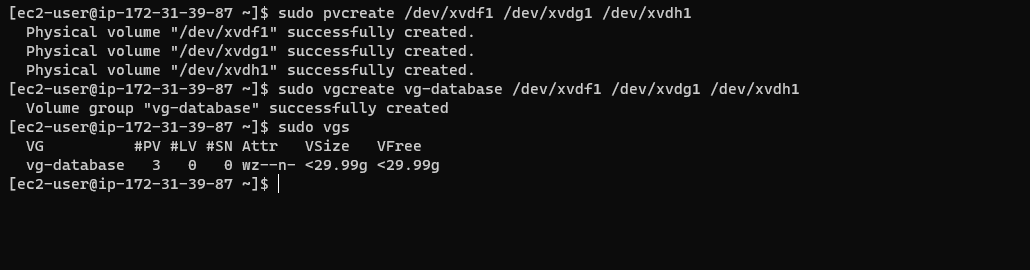 [ec2-user@ip-172-31-39-87 ~]$ sudo pvcreate /dev/xvdf1 /dev/xvdg1 /dev/xvdh1
  Physical volume "/dev/xvdf1" successfully created.
  Physical volume "/dev/xvdg1" successfully created.
  Physical volume "/dev/xvdh1" successfully created.
[ec2-user@ip-172-31-39-87 ~]$ sudo vgcreate vg-database /dev/xvdf1 /dev/xvdg1 /dev/xvdh1
  Volume group "vg-database" successfully created
[ec2-user@ip-172-31-39-87 ~]$ sudo vgs
  VG          #PV #LV #SN Attr   VSize   VFree
  vg-database   3   0   0 wz--n- <29.99g <29.99g
[ec2-user@ip-172-31-39-87 ~]$